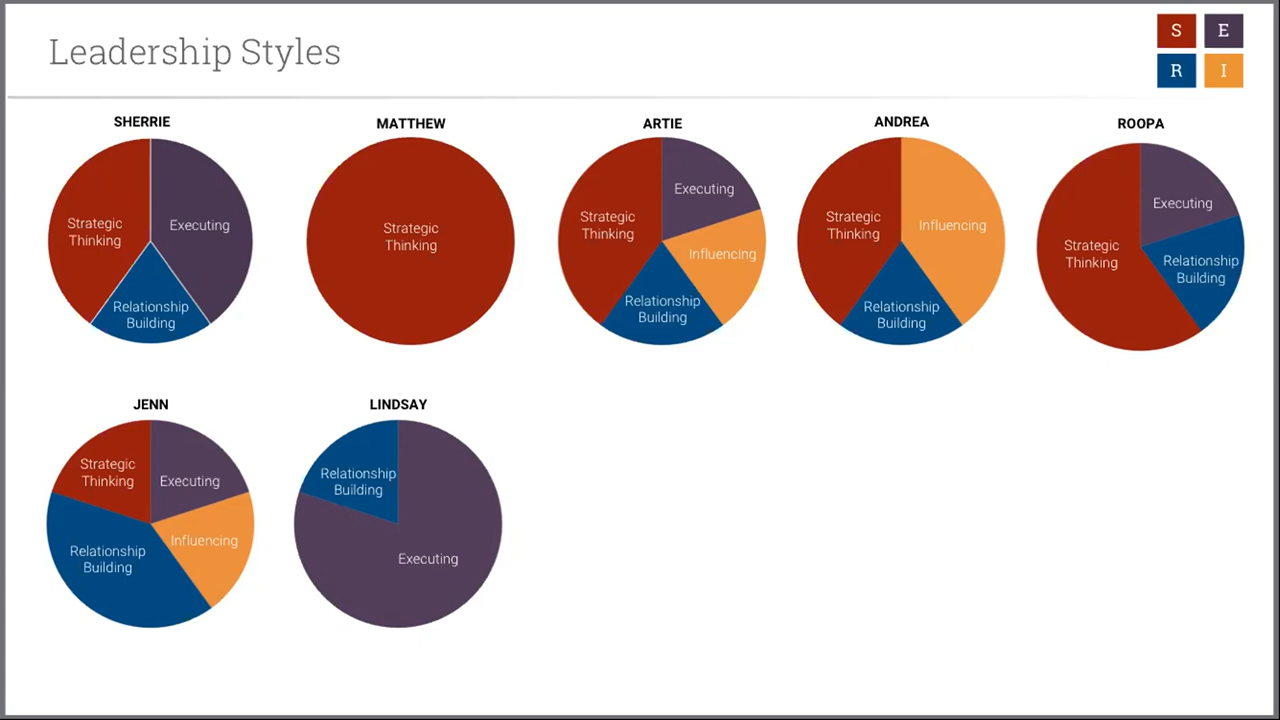 Leadership Styles
S E
R I
SHERRIE
Strategic
Thinking
Executing
Relationship
Building
MATTHEW
Strategic
Thinking
ARTIE
Executing
Strategic
Thinking
Influencing
Relationship
Building
ANDREA
Strategic
Thinking
Influencing
Relationship
Building
ROOPA
Executing
Strategic
Thinking
Relationship
Building
JENN
Strategic
Thinking
Executing
Influencing
Relationship
Building
LINDSAY
Relationship
Building
Executing